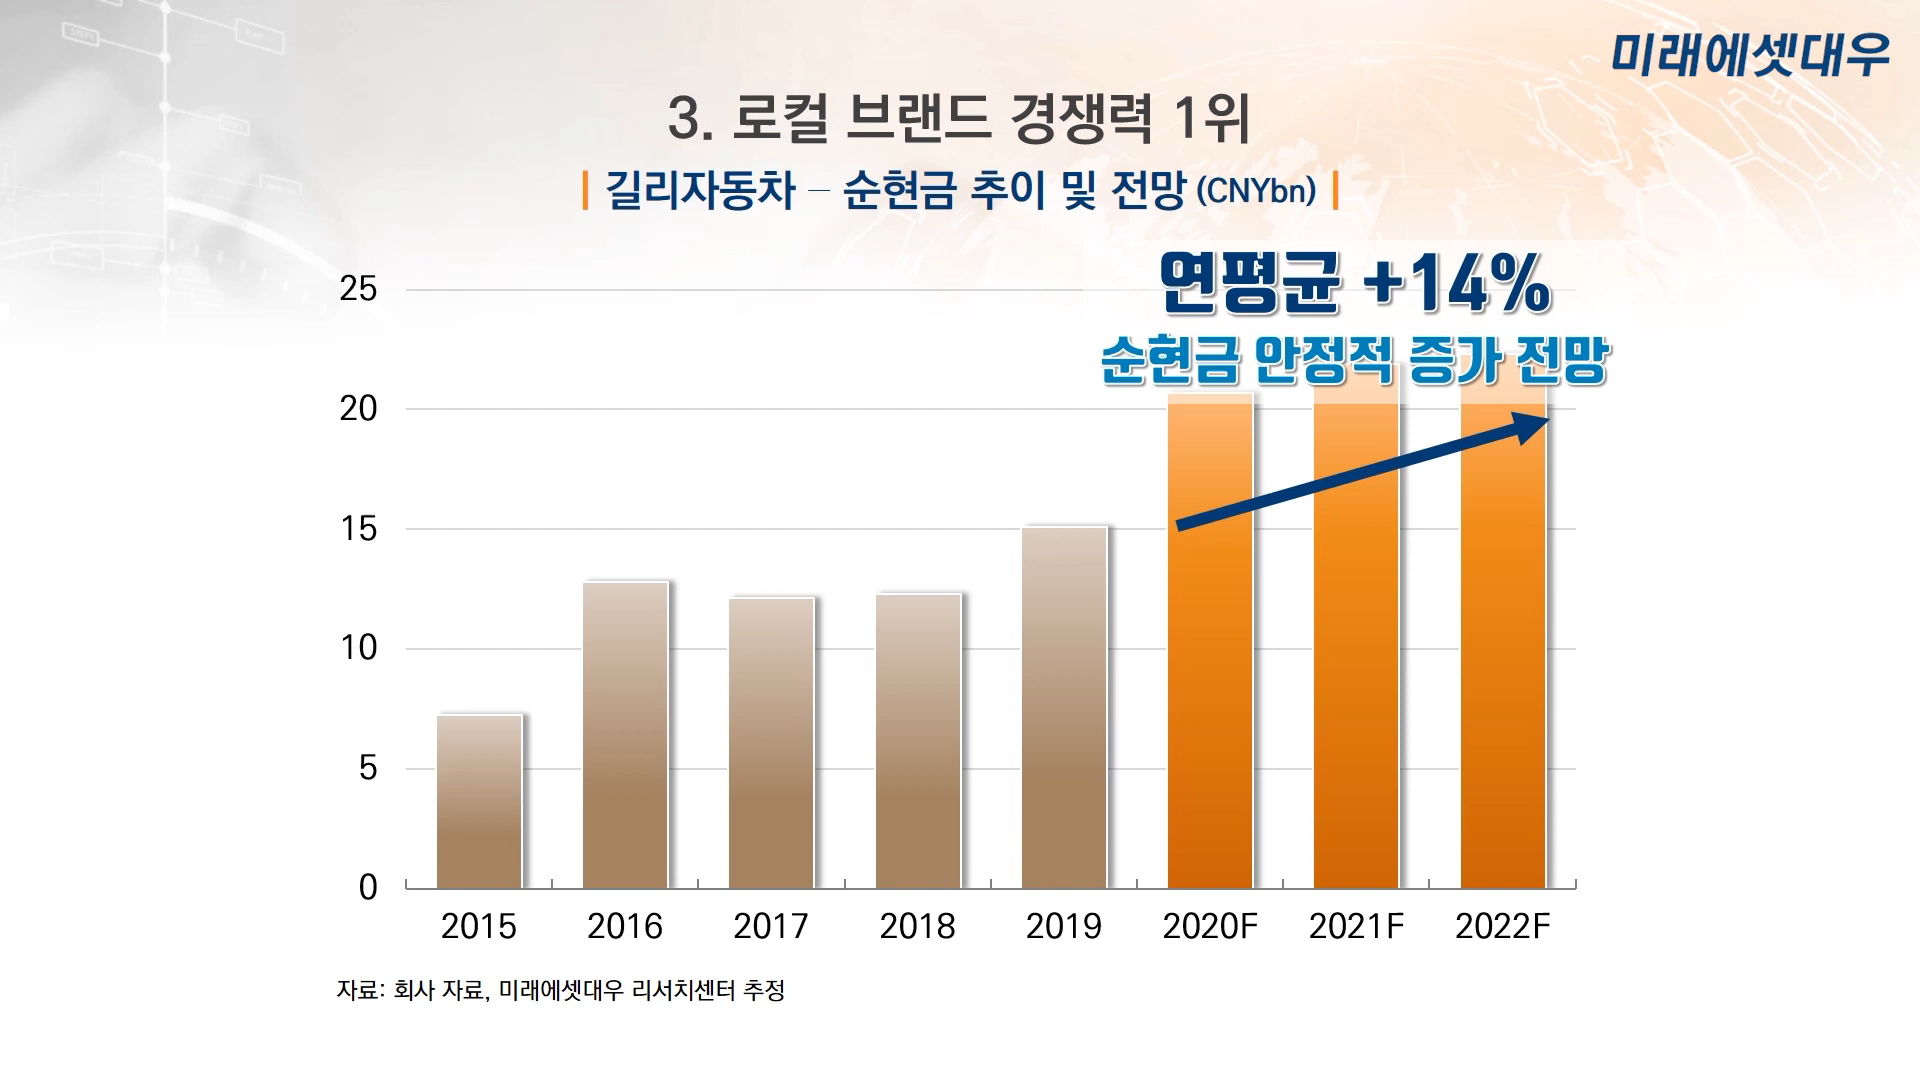 미래에셋대우
3. 로컬 브랜드 경쟁력 1위
길리자동차 – 순현금 추이 및 전망 (CNYbn)
연평균 +14%
순현금 안정적 증가 전망
25
20
15
10
5
0
2015 2016 2017 2018 2019 2020F 2021F 2022F
자료: 회사 자료, 미래에셋대우 리서치센터 추정